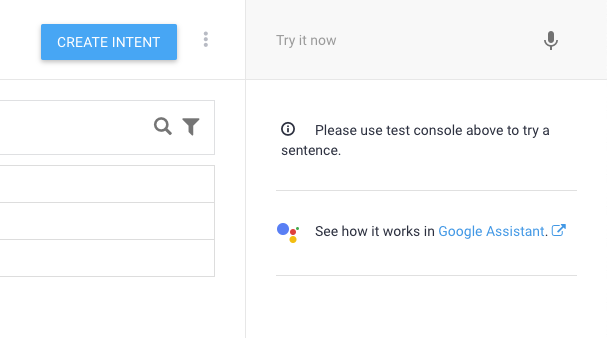 CREATE INTENT
Try it now
Please use test console above to try a
sentence.
See how it works in Google Assistant.